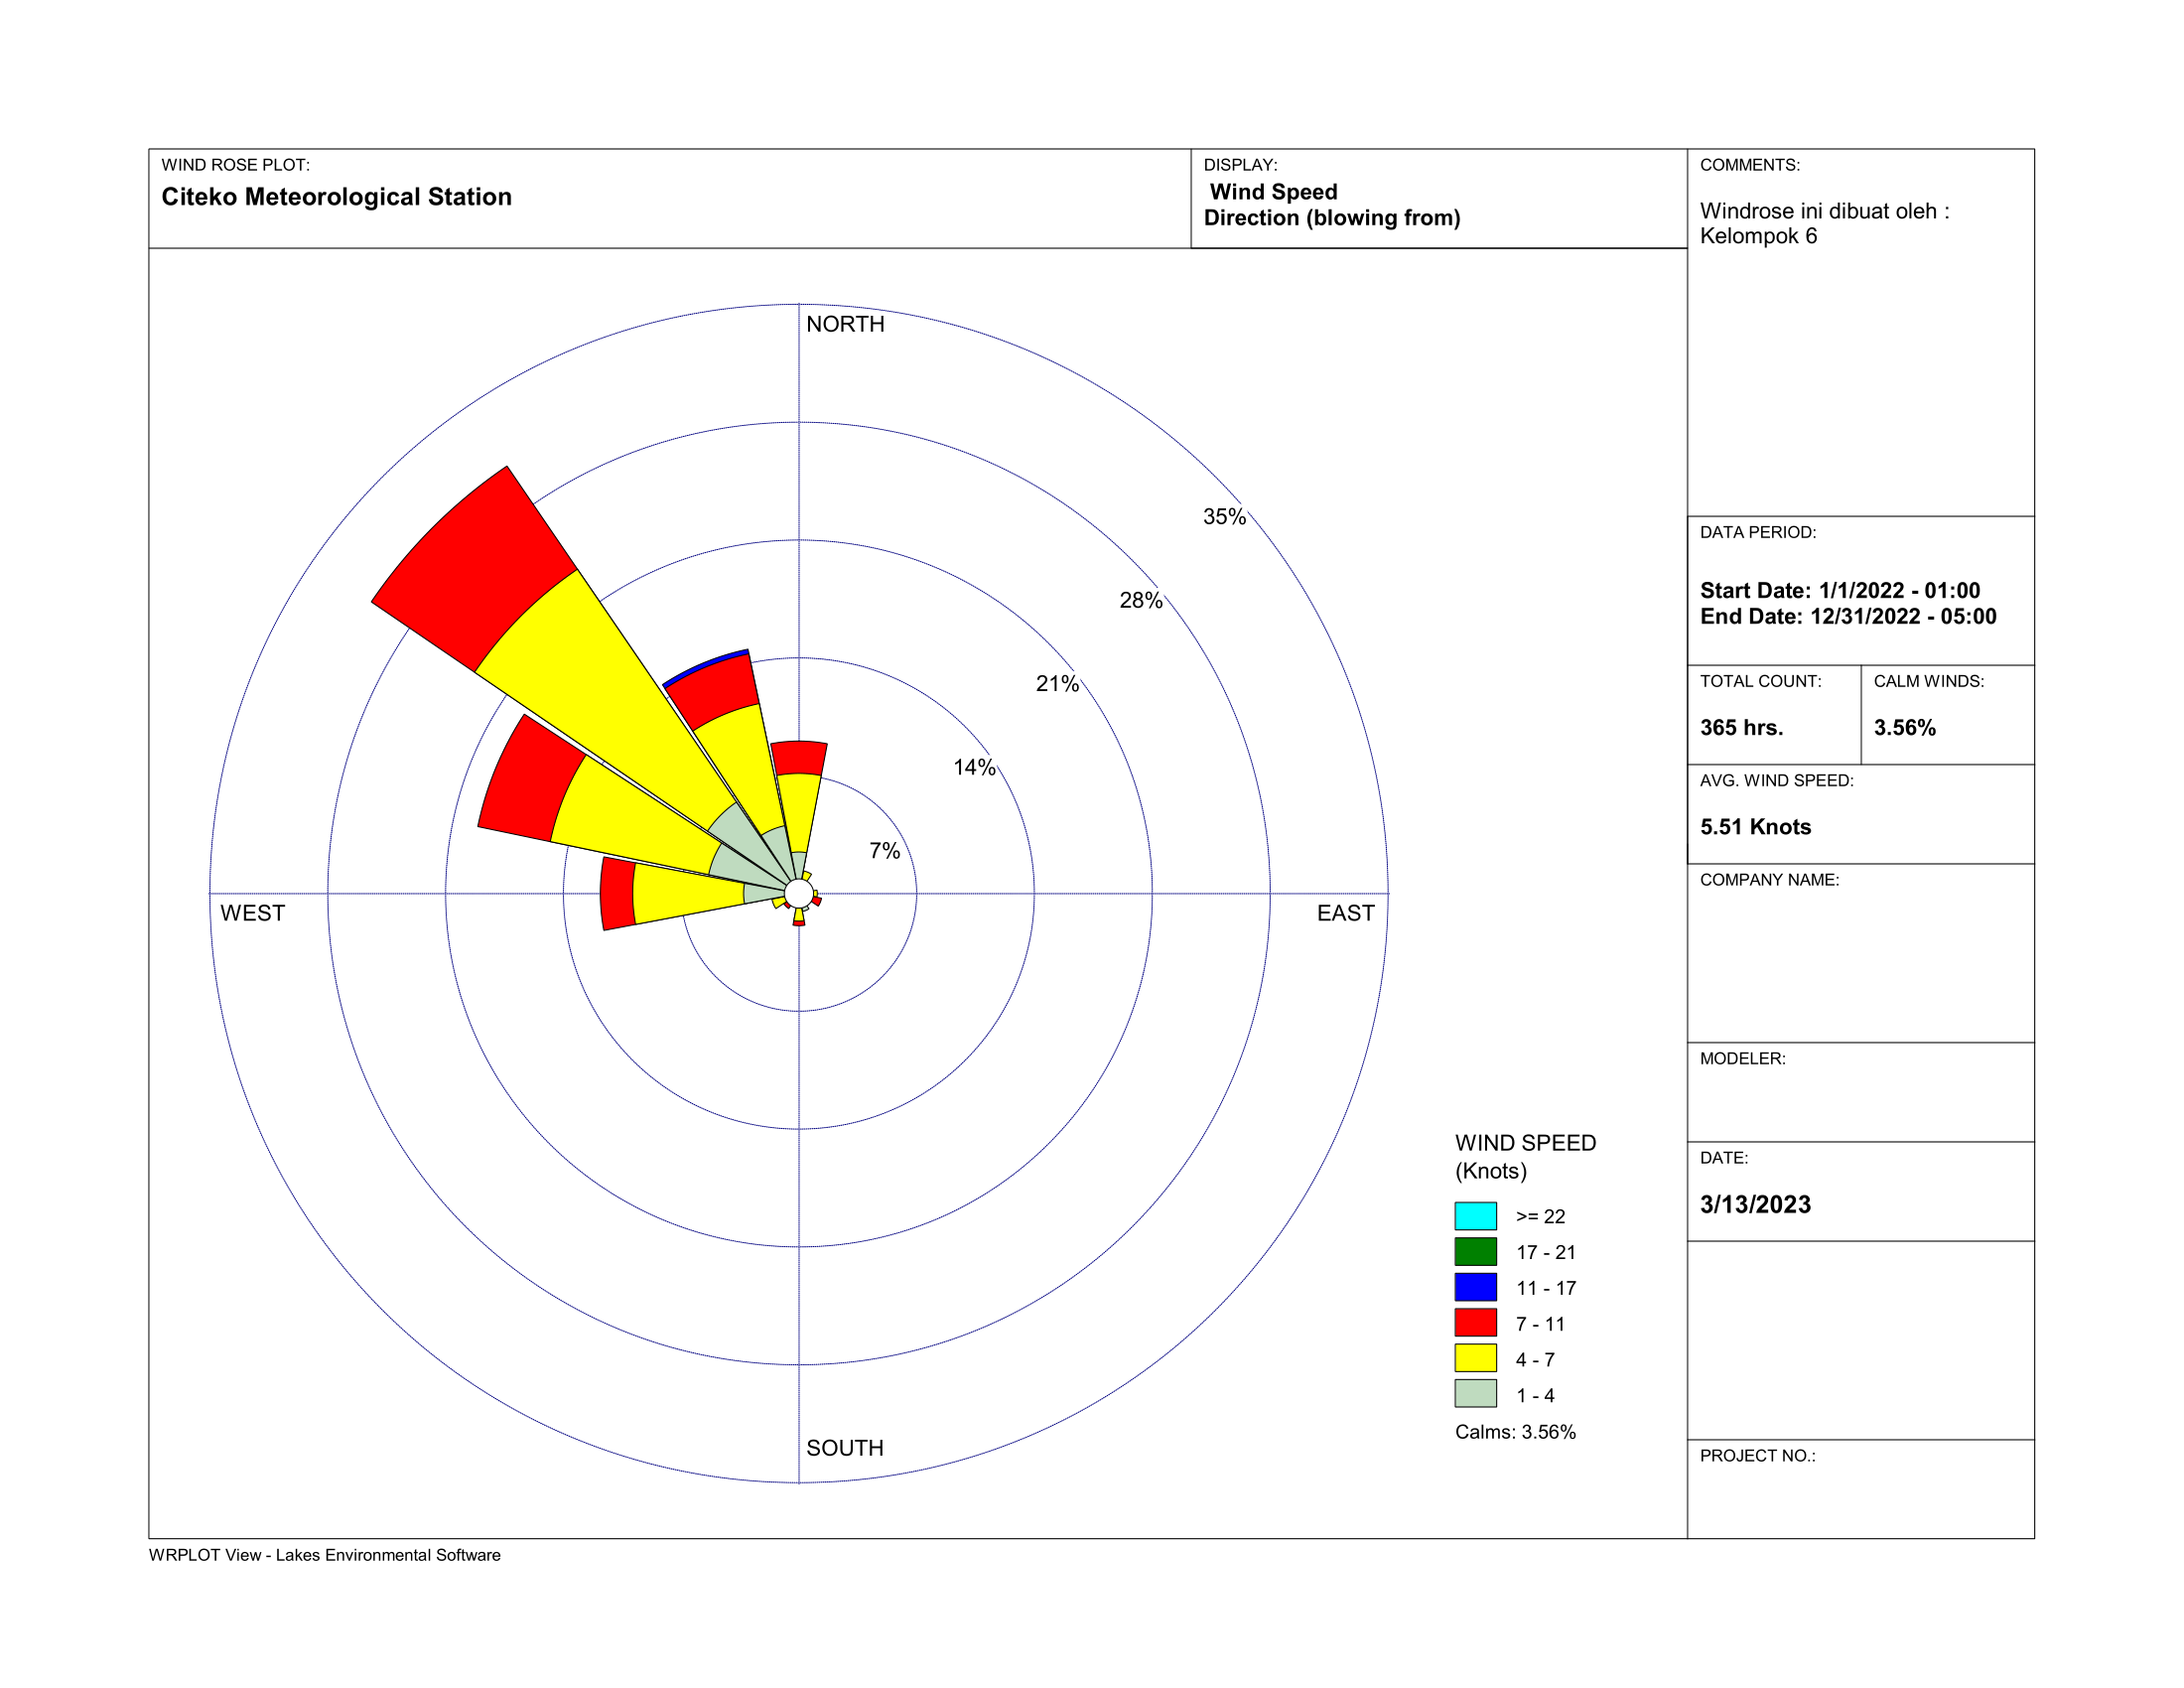 WIND ROSE PLOT:
Citeko Meteorological Station
DISPLAY:
Wind Speed
Direction (blowing from)
COMMENTS:
Windrose ini dibuat oleh :
Kelompok 6
NORTH
35%
28%
21%
14%
7%
WEST
EAST
SOUTH
WIND SPEED
(Knots)
>= 22
17 - 21
11 - 17
7 - 11
4 - 7
1 - 4
Calms: 3.56%
DATA PERIOD:
Start Date: 1/1/2022 - 01:00
End Date: 12/31/2022 - 05:00
TOTAL COUNT:
365 hrs.
CALM WINDS:
3.56%
AVG. WIND SPEED:
5.51 Knots
COMPANY NAME:
MODELER:
DATE:
3/13/2023
PROJECT NO.:
WRPLOT View - Lakes Environmental Software